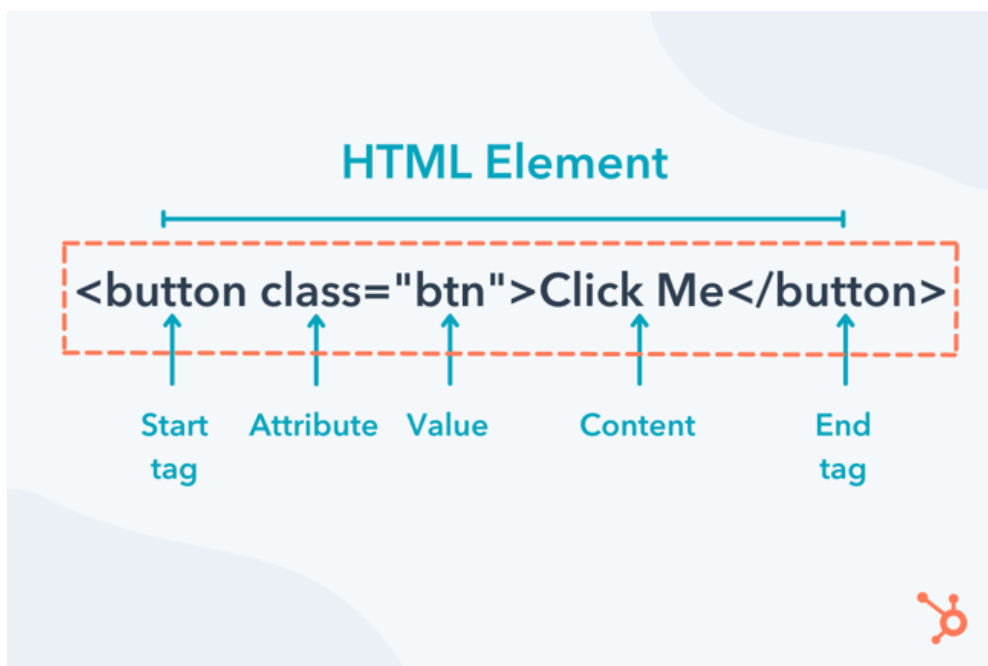 HTML Element
<button class="btn">Click Me</button>
Start Attribute Value Content End
tag tag